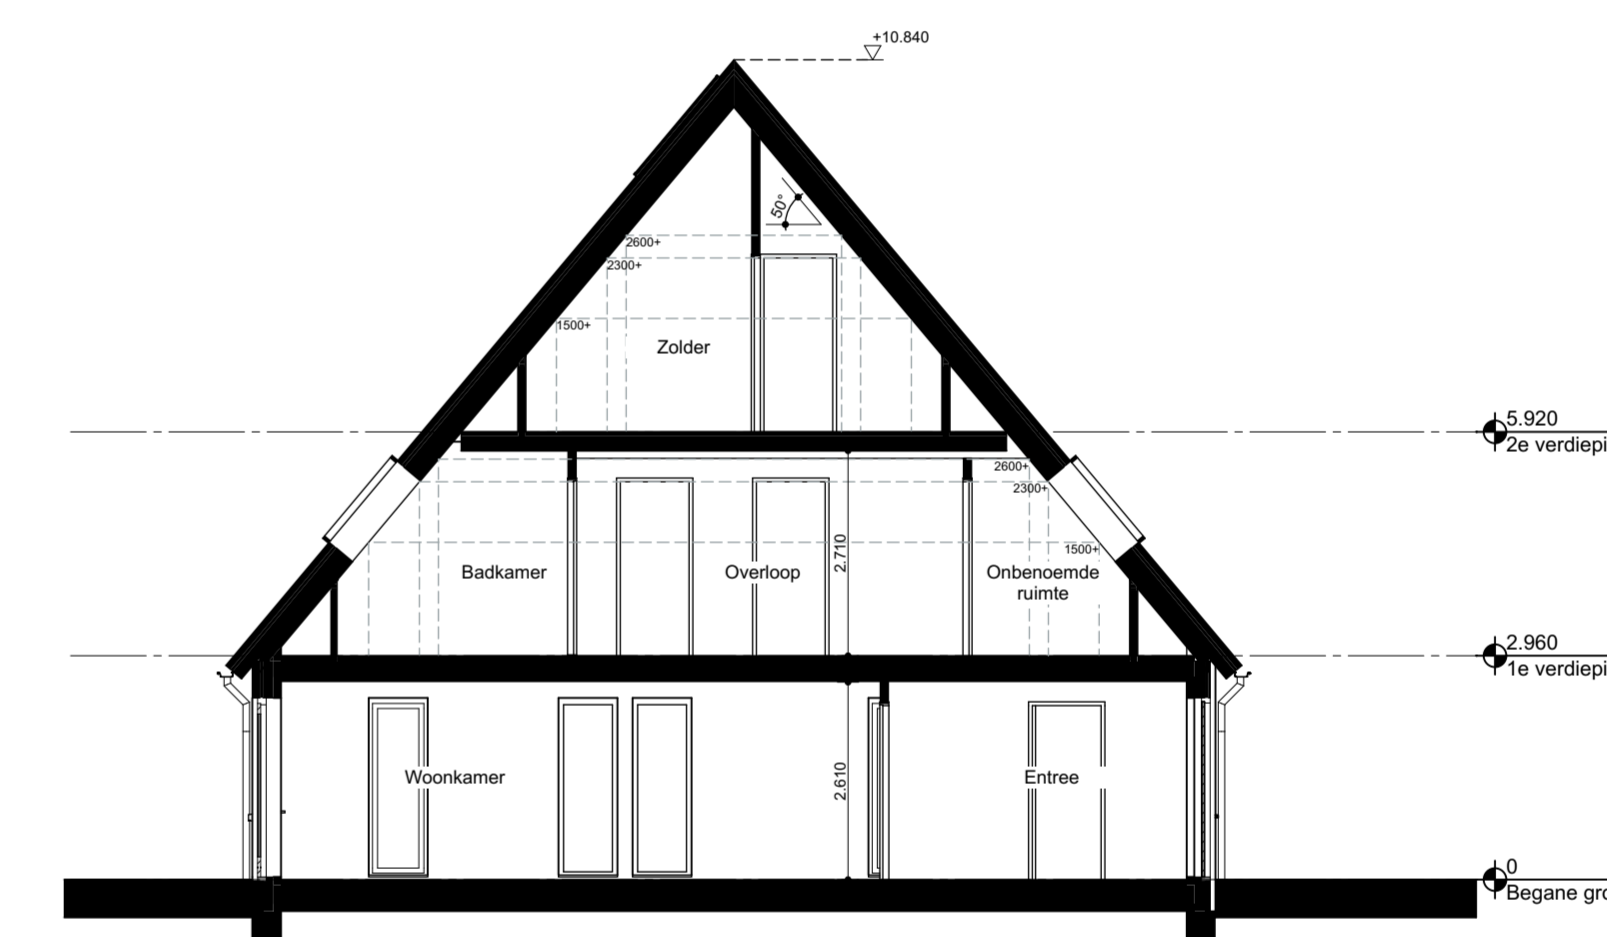 +10.840
50°
2600+
2300+
1500+
Zolder
5.920
2e verdiepi
2600+
2300+
1500+
2.710
Badkamer
Overloop
Onbenoemde
ruimte
2.960
1e verdiepi
2.610
Woonkamer
Entree
0
Begane gro